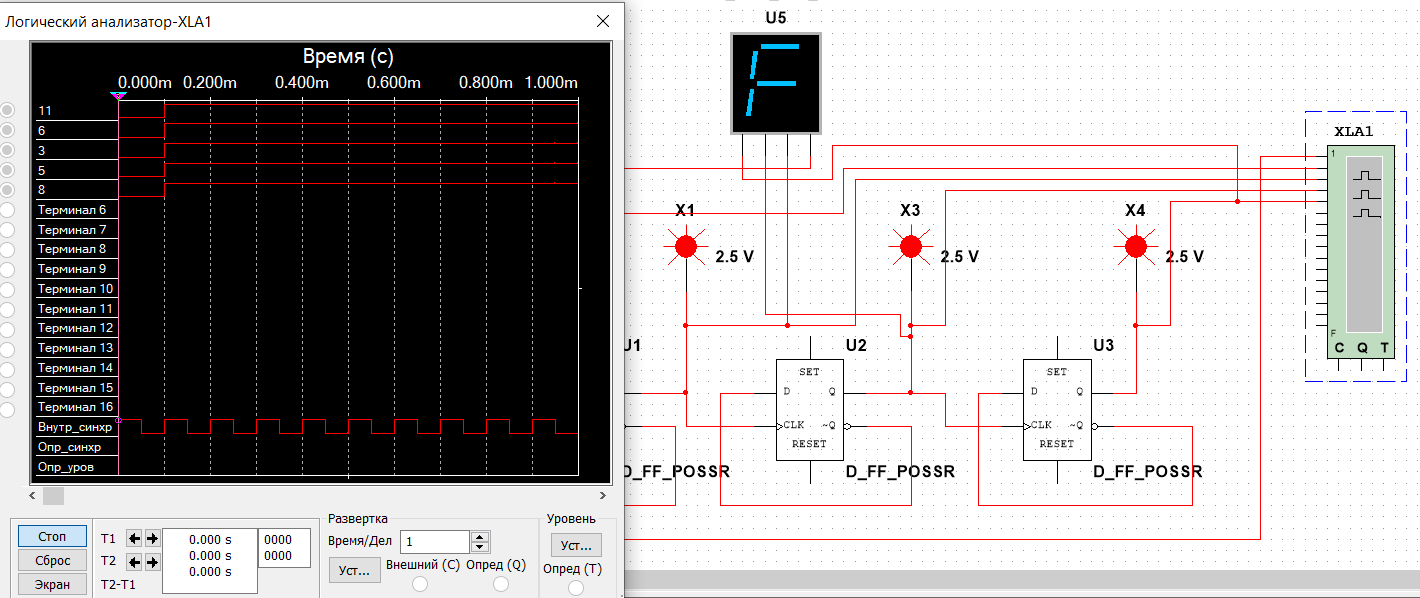 Логический анализатор-XLA1
Время (с)
0.000m 0.200m 0.400m 0.600m 0.800m 1.000m
11
6
3
5
8
Терминал 6
Терминал 7
Терминал 8
Терминал 9
Терминал 10
Терминал 11
Терминал 12
Терминал 13
Терминал 14
Терминал 15
Терминал 16
Внутр_синхр
Опр_синхр
Опр_уров
Стоп
Сброс
Экран
T1
T2
T2-T1
0.000 s
0.000 s
0.000 s
0000
0000
Развертка
Время/Дел
1
Уст...
Внешний (C)
Опред (Q)
Уровень
Уст...
Опред (T)
U5
F
XLA1
1
F
C Q T
X1
2.5 V
X3
2.5 V
X4
2.5 V
U1
D_FF_POSSR
U2
SET
D Q
CLK ~Q
RESET
D_FF_POSSR
U3
SET
D Q
CLK ~Q
RESET
D_FF_POSSR